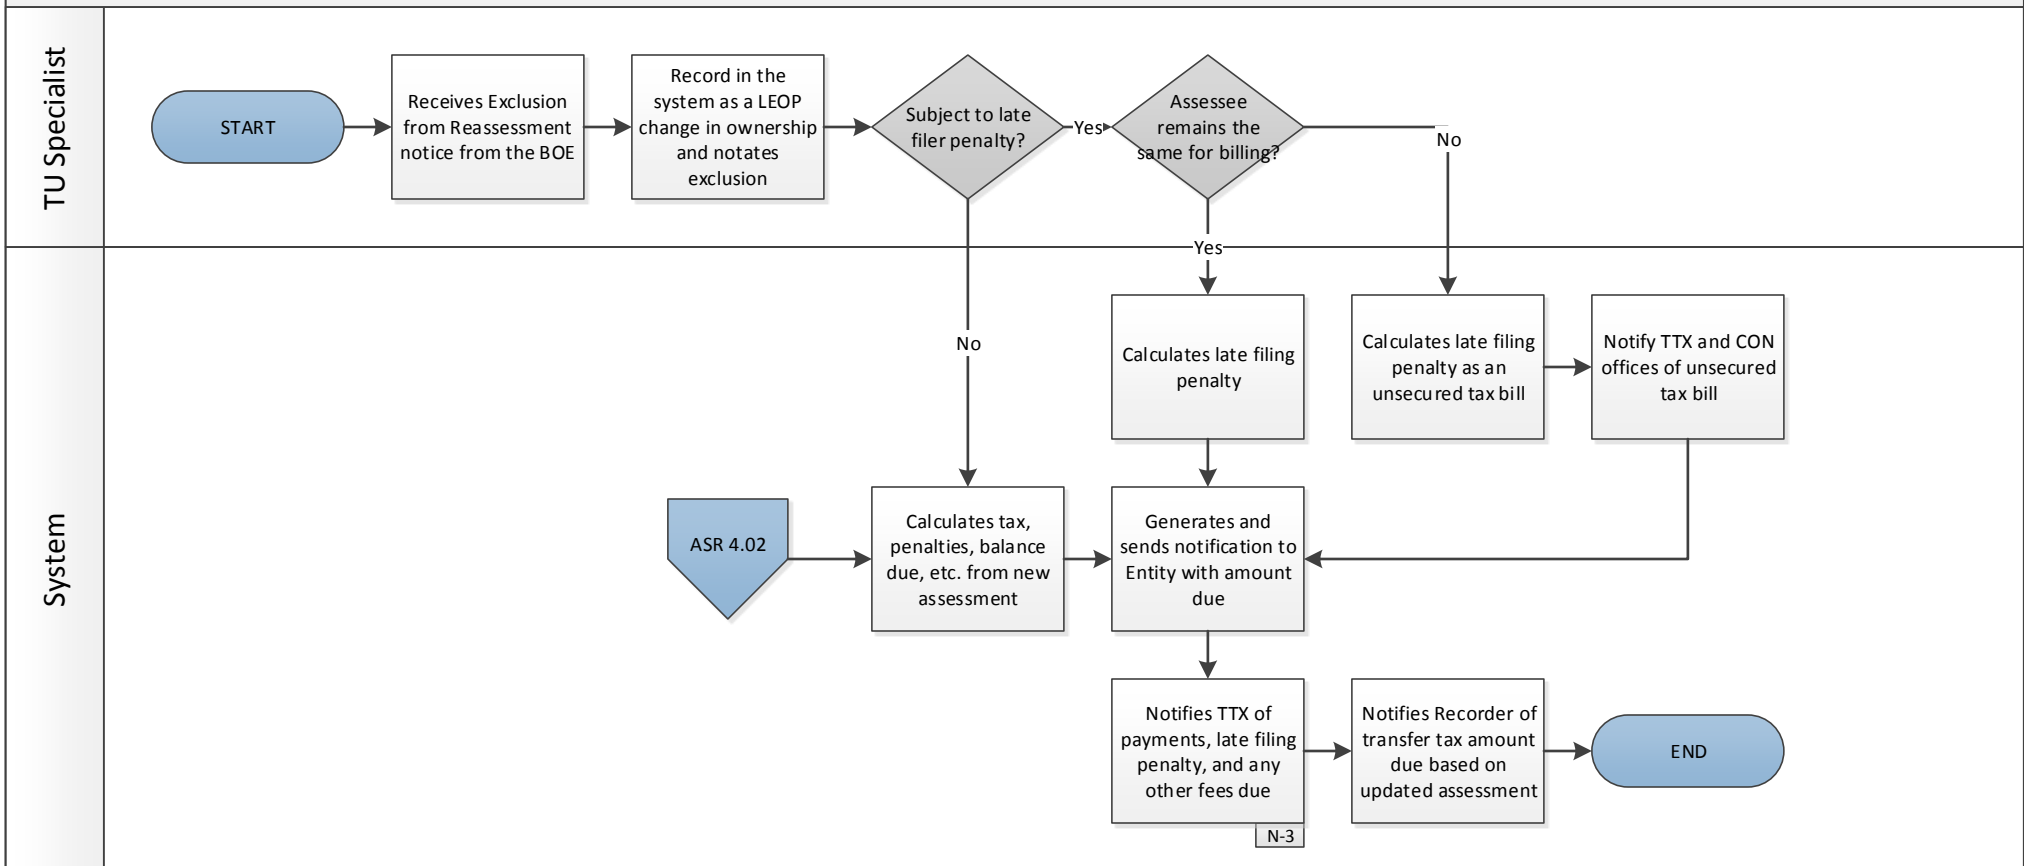 TU Specialist
START
Receives Exclusion
from Reassessment
notice from the BOE
Record in the
system as a LEOP
change in ownership
and notates
exclusion
Subject to late
filer penalty?
Yes
Assessee
remains the
same for billing?
No
Yes
No
System
Calculates late filing
penalty
Calculates late filing
penalty as an
unsecured tax bill
Notify TTX and CON
offices of unsecured
tax bill
ASR 4.02
Calculates tax,
penalties, balance
due, etc. from new
assessment
Generates and
sends notification to
Entity with amount
due
Notifies TTX of
payments, late filing
penalty, and any
other fees due
N-3
Notifies Recorder of
transfer tax amount
due based on
updated assessment
END